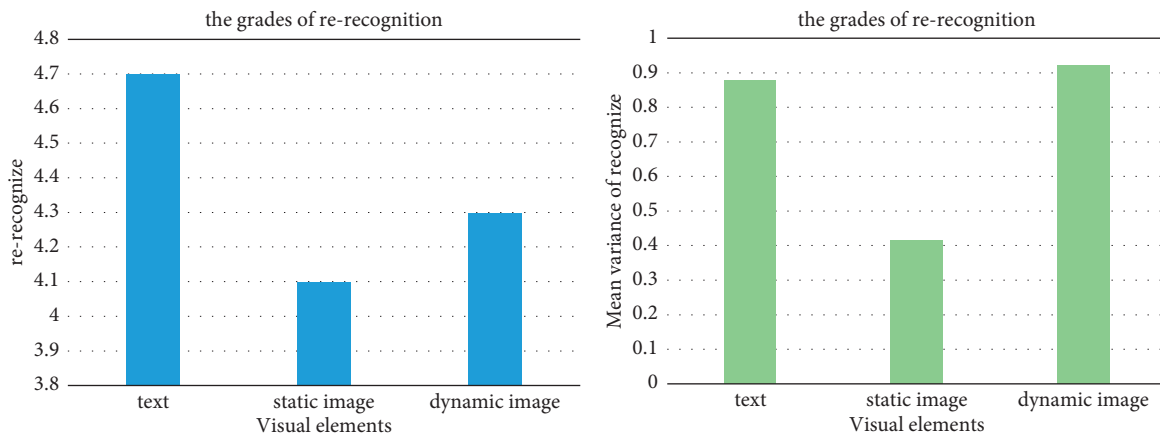 the grades of re-recognition
re-recognize
4.8
4.7
4.6
4.5
4.4
4.3
4.2
4.1
4
3.9
3.8
text
static image
dynamic image
Visual elements
the grades of re-recognition
Mean variance of recognize
1
0.9
0.8
0.7
0.6
0.5
0.4
0.3
0.2
0.1
0
text
static image
dynamic image
Visual elements